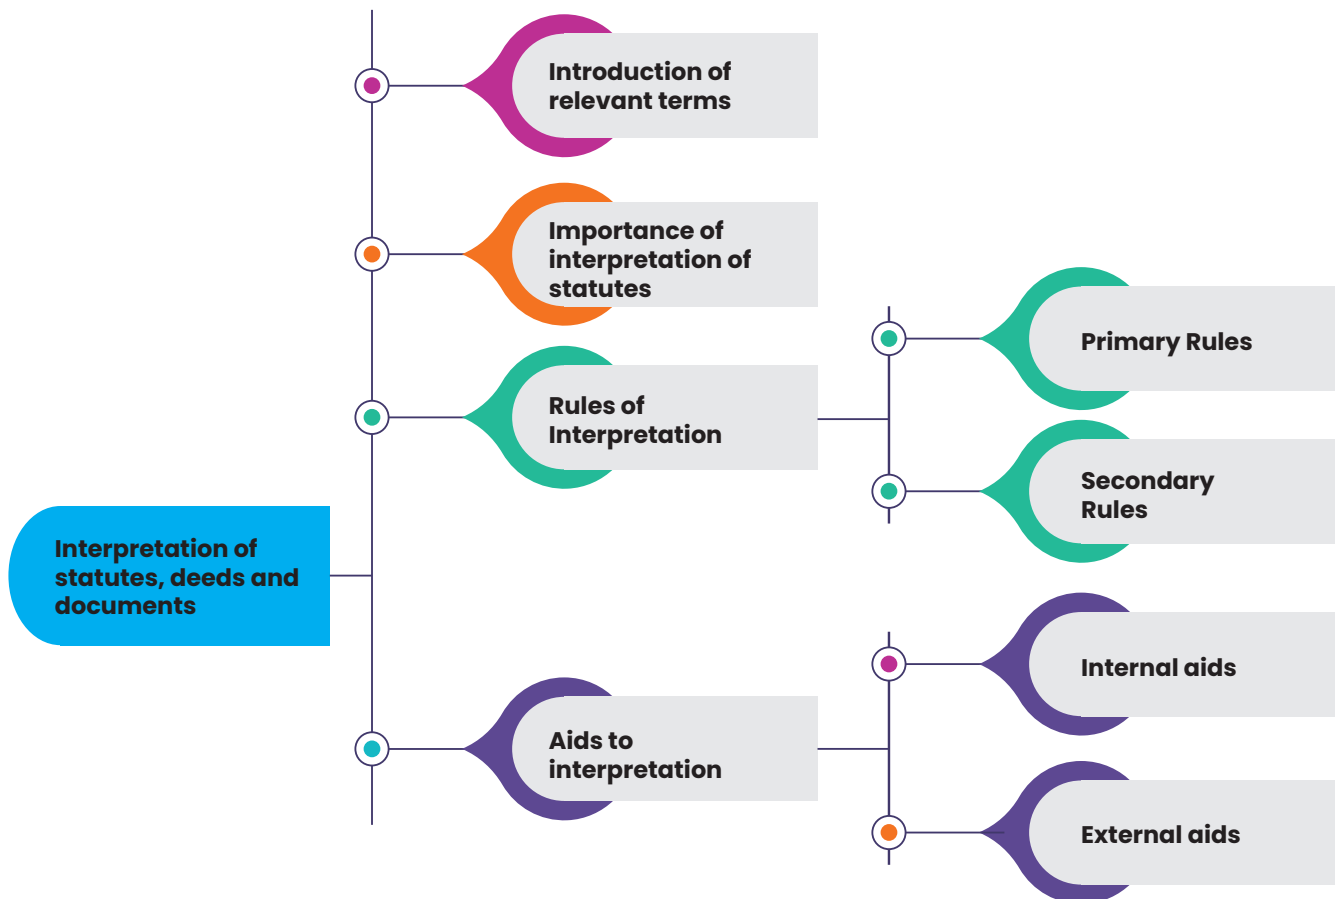 Introduction of
relevant terms
Importance of
interpretation of
statutes
Rules of
Interpretation
Primary Rules
Secondary
Rules
Interpretation of
statutes, deeds and
documents
Aids to
interpretation
Internal aids
External aids